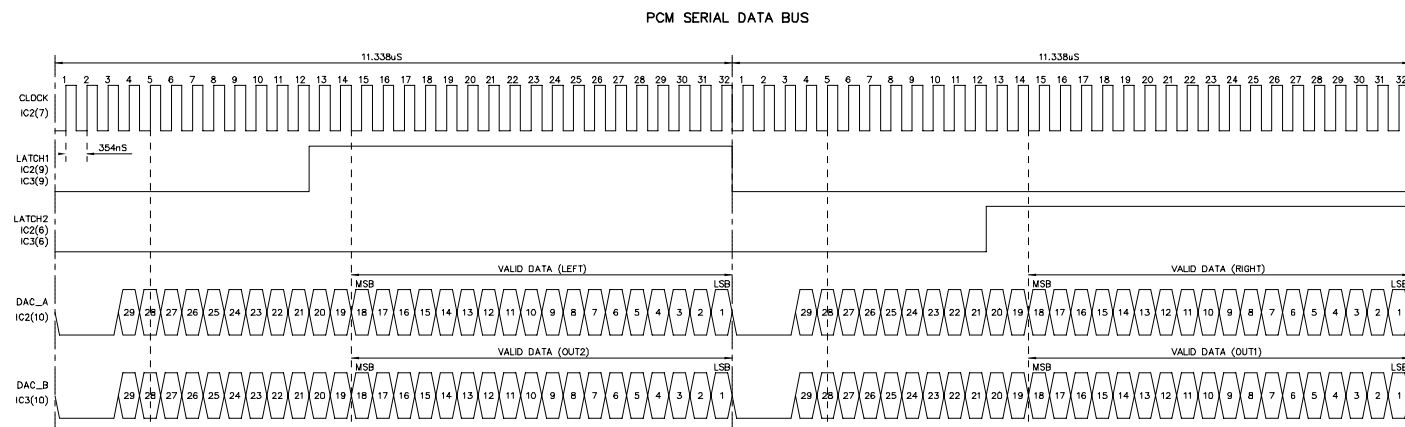 PCM SERIAL DATA BUS
11.338uS 11.338uS
1 2 3 4 5 6 7 8 9 10 11 12 13 14 15 16 17 18 19 20 21 22 23 24 25 26 27 28 29 30 31 32 1 2 3 4 5 6 7 8 9 10 11 12 13 14 15 16 17 18 19 20 21 22 23 24 25 26 27 28 29 30 31 32
CLOCK
IC2(7)
354nS
LATCH1
IC2(9)
IC3(9)
LATCH2
IC2(6)
IC3(6)
VALID DATA (LEFT) VALID DATA (RIGHT)
MSB LSB MSB LSB
DAC_A
IC2(10)
29 28 27 26 25 24 23 22 21 20 19 18 17 16 15 14 13 12 11 10 9 8 7 6 5 4 3 2 1 29 28 27 26 25 24 23 22 21 20 19 18 17 16 15 14 13 12 11 10 9 8 7 6 5 4 3 2 1
VALID DATA (OUT2) VALID DATA (OUT1)
MSB LSB MSB LSB
DAC_B
IC3(10)
29 28 27 26 25 24 23 22 21 20 19 18 17 16 15 14 13 12 11 10 9 8 7 6 5 4 3 2 1 29 28 27 26 25 24 23 22 21 20 19 18 17 16 15 14 13 12 11 10 9 8 7 6 5 4 3 2 1